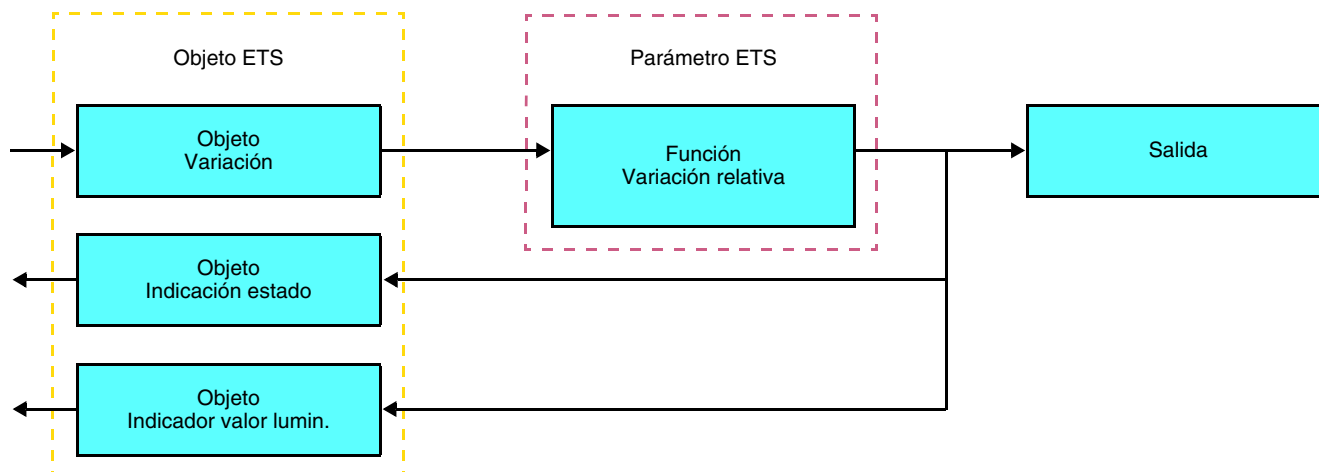 Objeto ETS
Parámetro ETS
Objeto
Variación
Función
Variación relativa
Salida
Objeto
Indicación estado
Objeto
Indicador valor lumin.